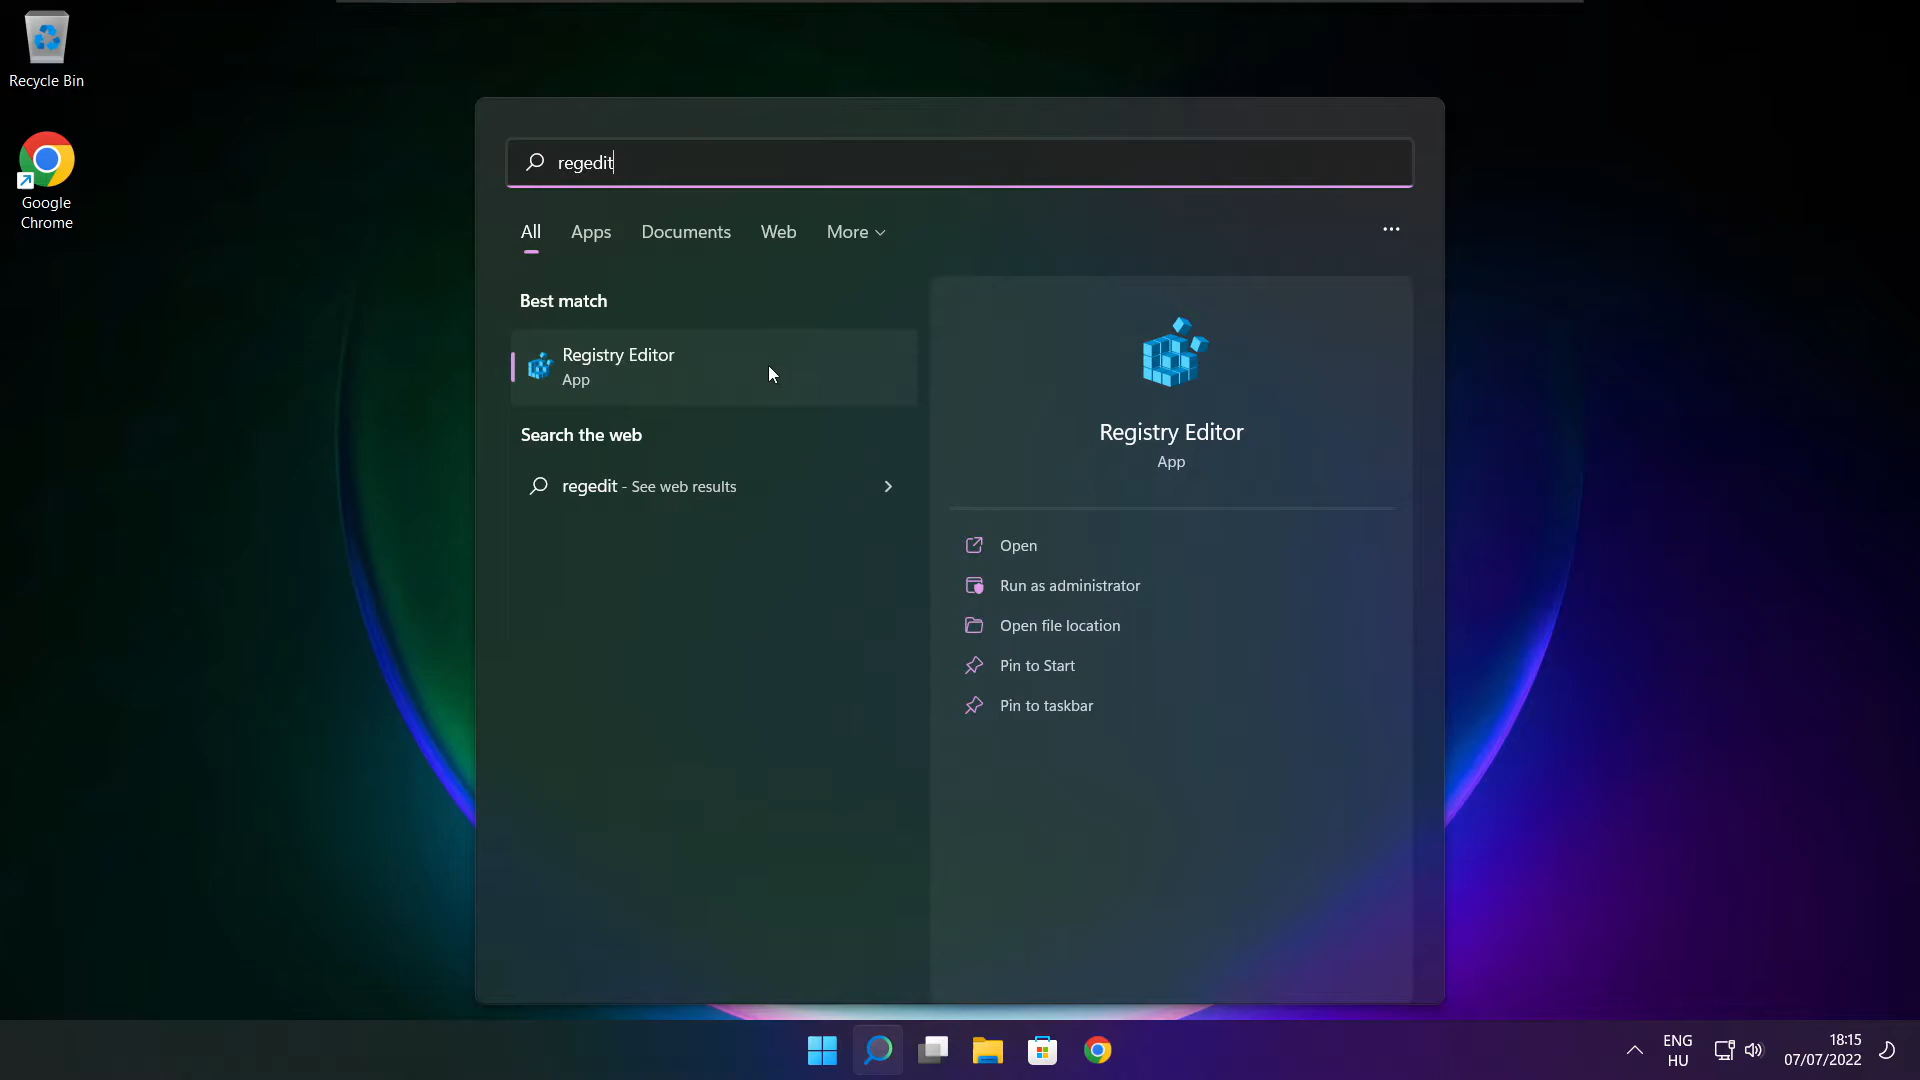 Recycle Bin
Google
Chrome
regedit
All Apps Documents Web More
Best match
Registry Editor
App
Search the web
regedit - See web results
Registry Editor
App
Open
Run as administrator
Open file location
Pin to Start
Pin to taskbar
ENG
HU
18:15
07/07/2022